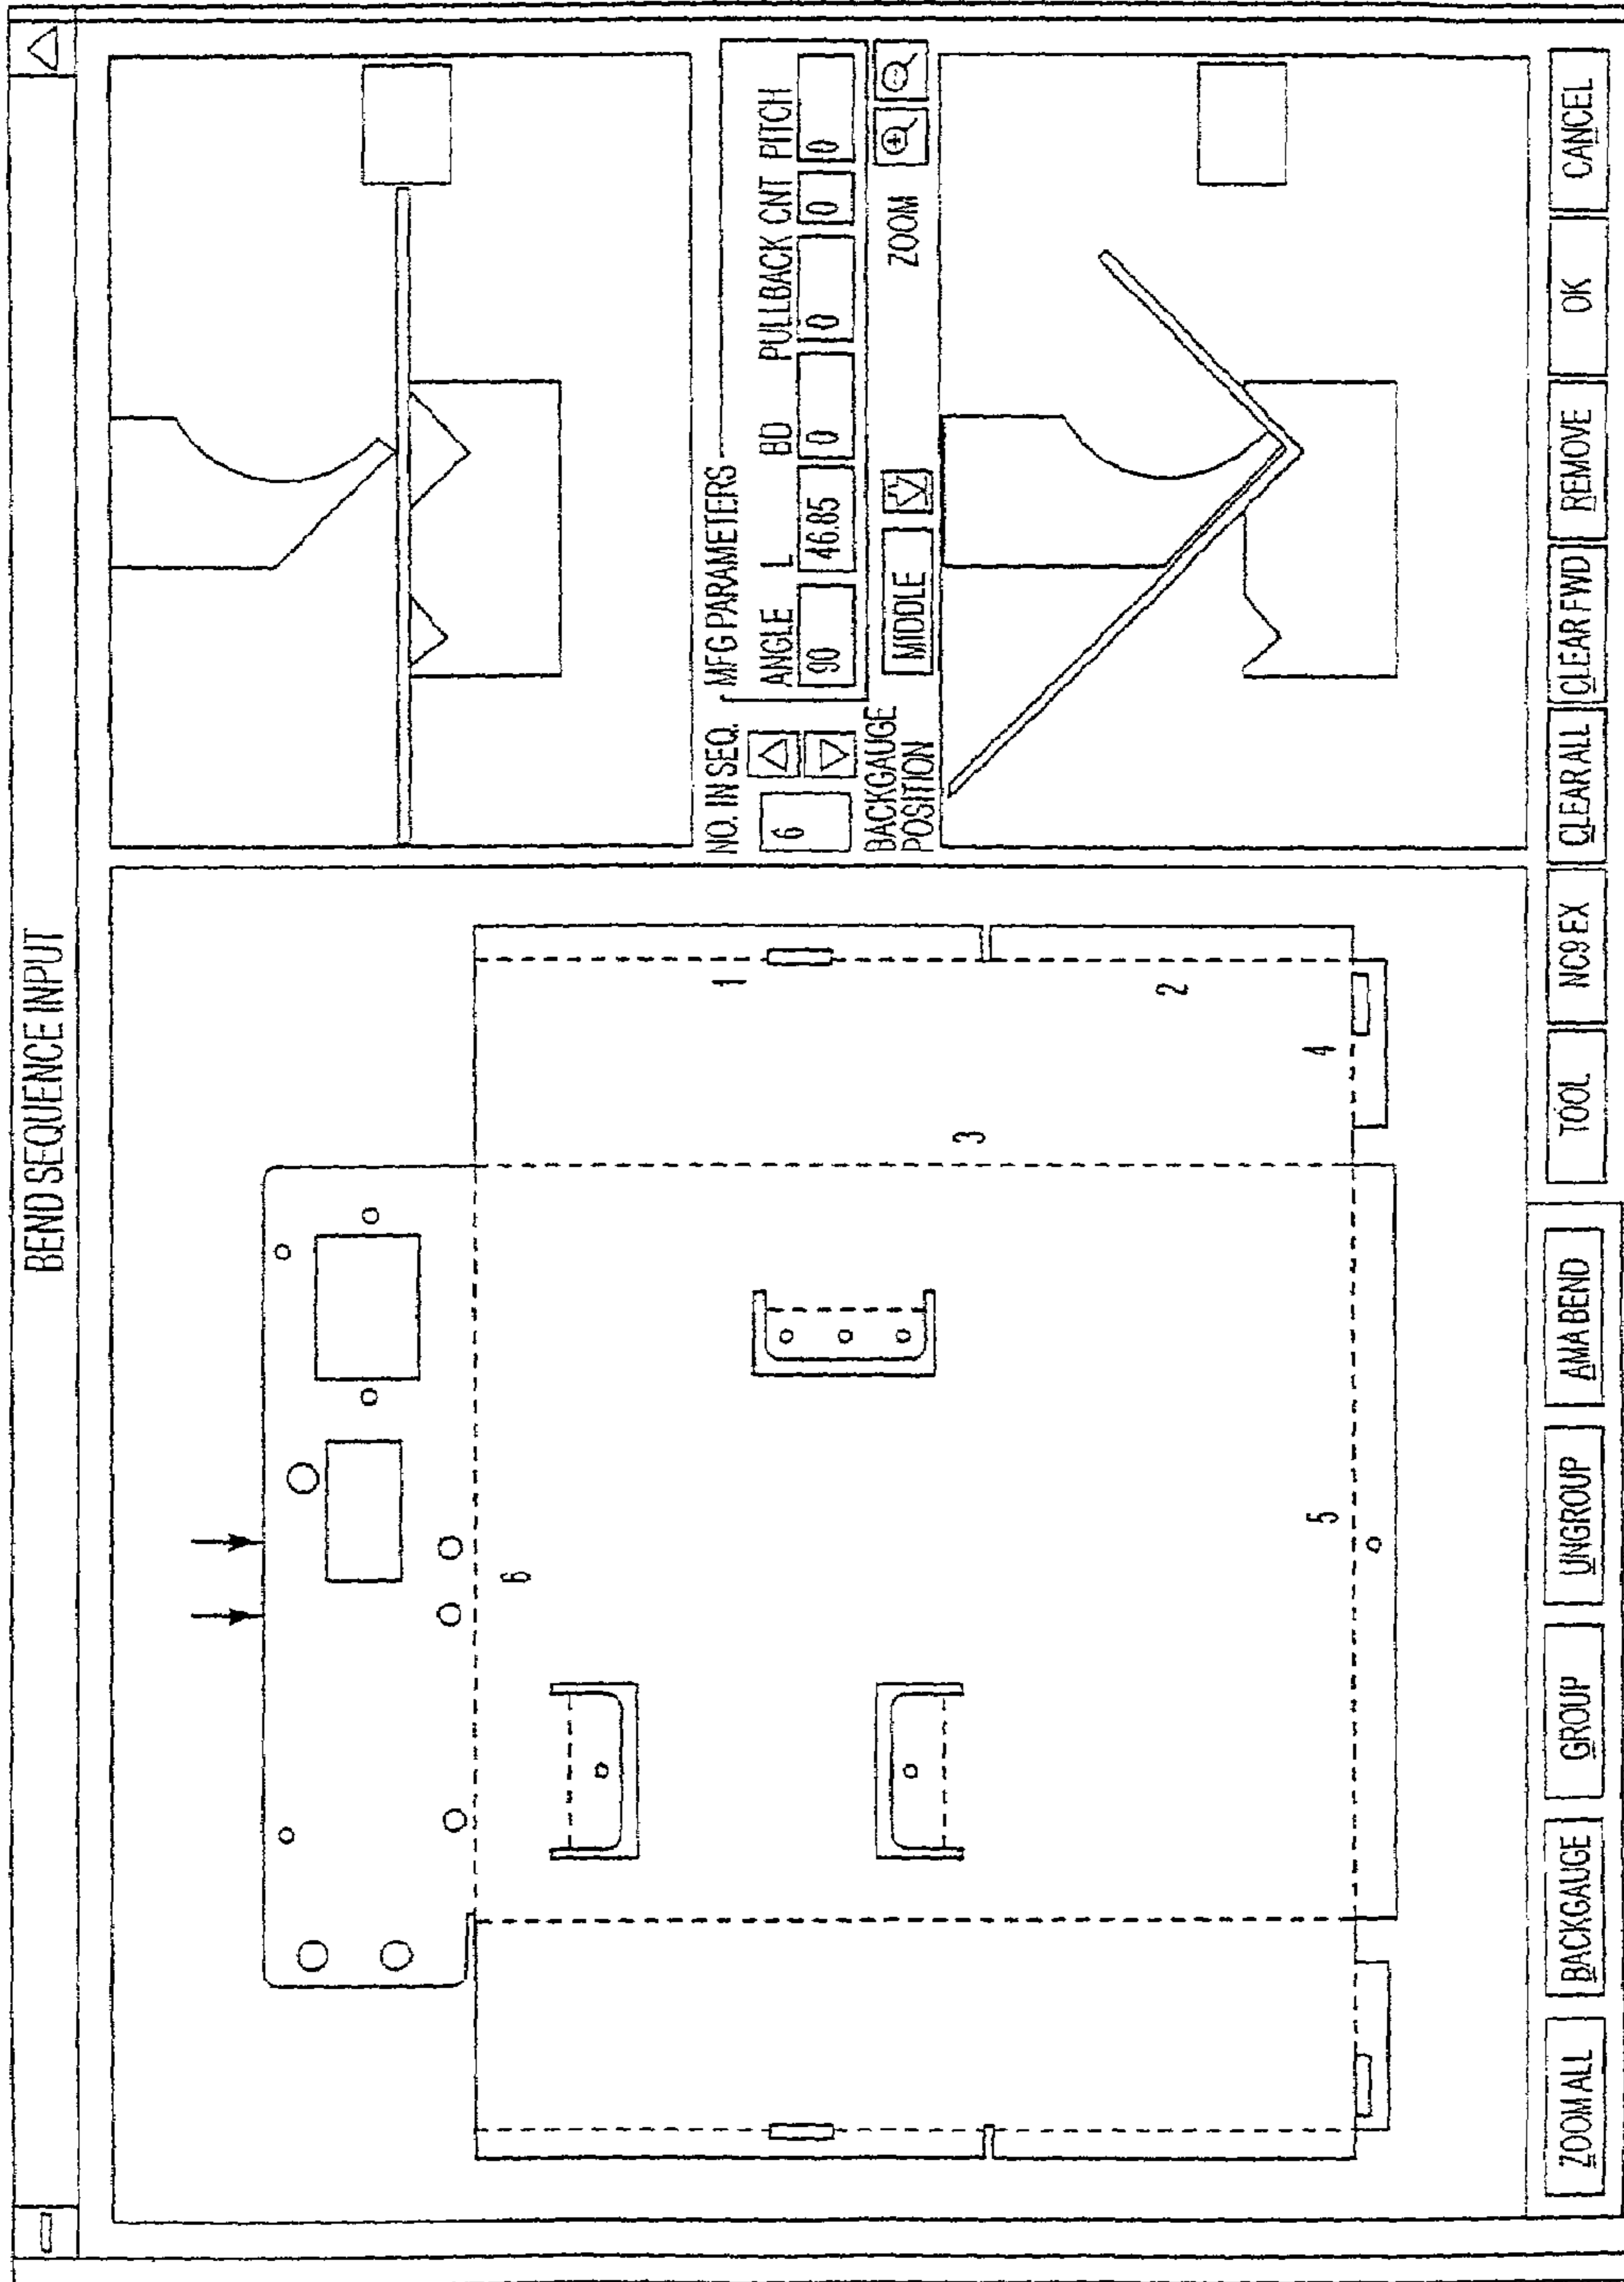 BEND SEQUENCE INPUT
6
1
3
2
5
4
NO. IN SEQ.
6
MFG PARAMETERS
ANGLE L BD PULLBACK CNT PITCH
90 46.85 0 0 0 0
BACKGAUGE
POSITION
MIDDLE
ZOOM
ZOOM ALL BACKGAUGE GROUP UNGROUP AMA BEND TOOL NC9 EX CLEAR ALL CLEAR FWD REMOVE OK CANCEL